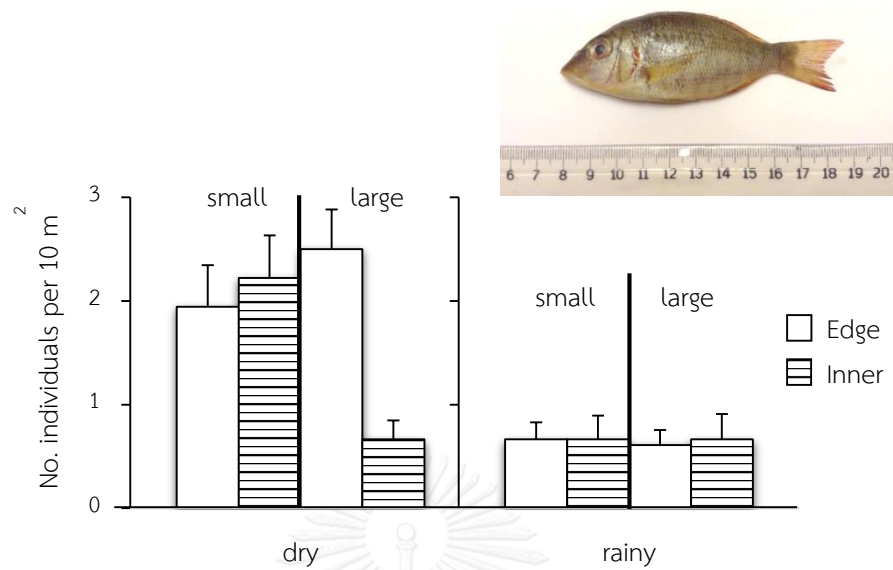 6 7 8 9 10 11 12 13 14 15 16 17 18 19 20
3
2
1
0
No. individuals per 10 m 2
small large
small large
Edge
Inner
dry rainy